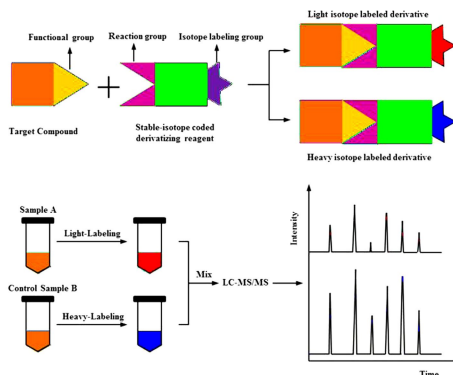 Light isotope labeled derivative
Functional group
Reaction group
Isotope labeling group
Target Compound
Stable-isotope coded
derivatizing reagent
Heavy isotope labeled derivative
Sample A
Light-Labeling
Mix
LC-MS/MS
Control Sample B
Heavy-Labeling
Intensity
Time